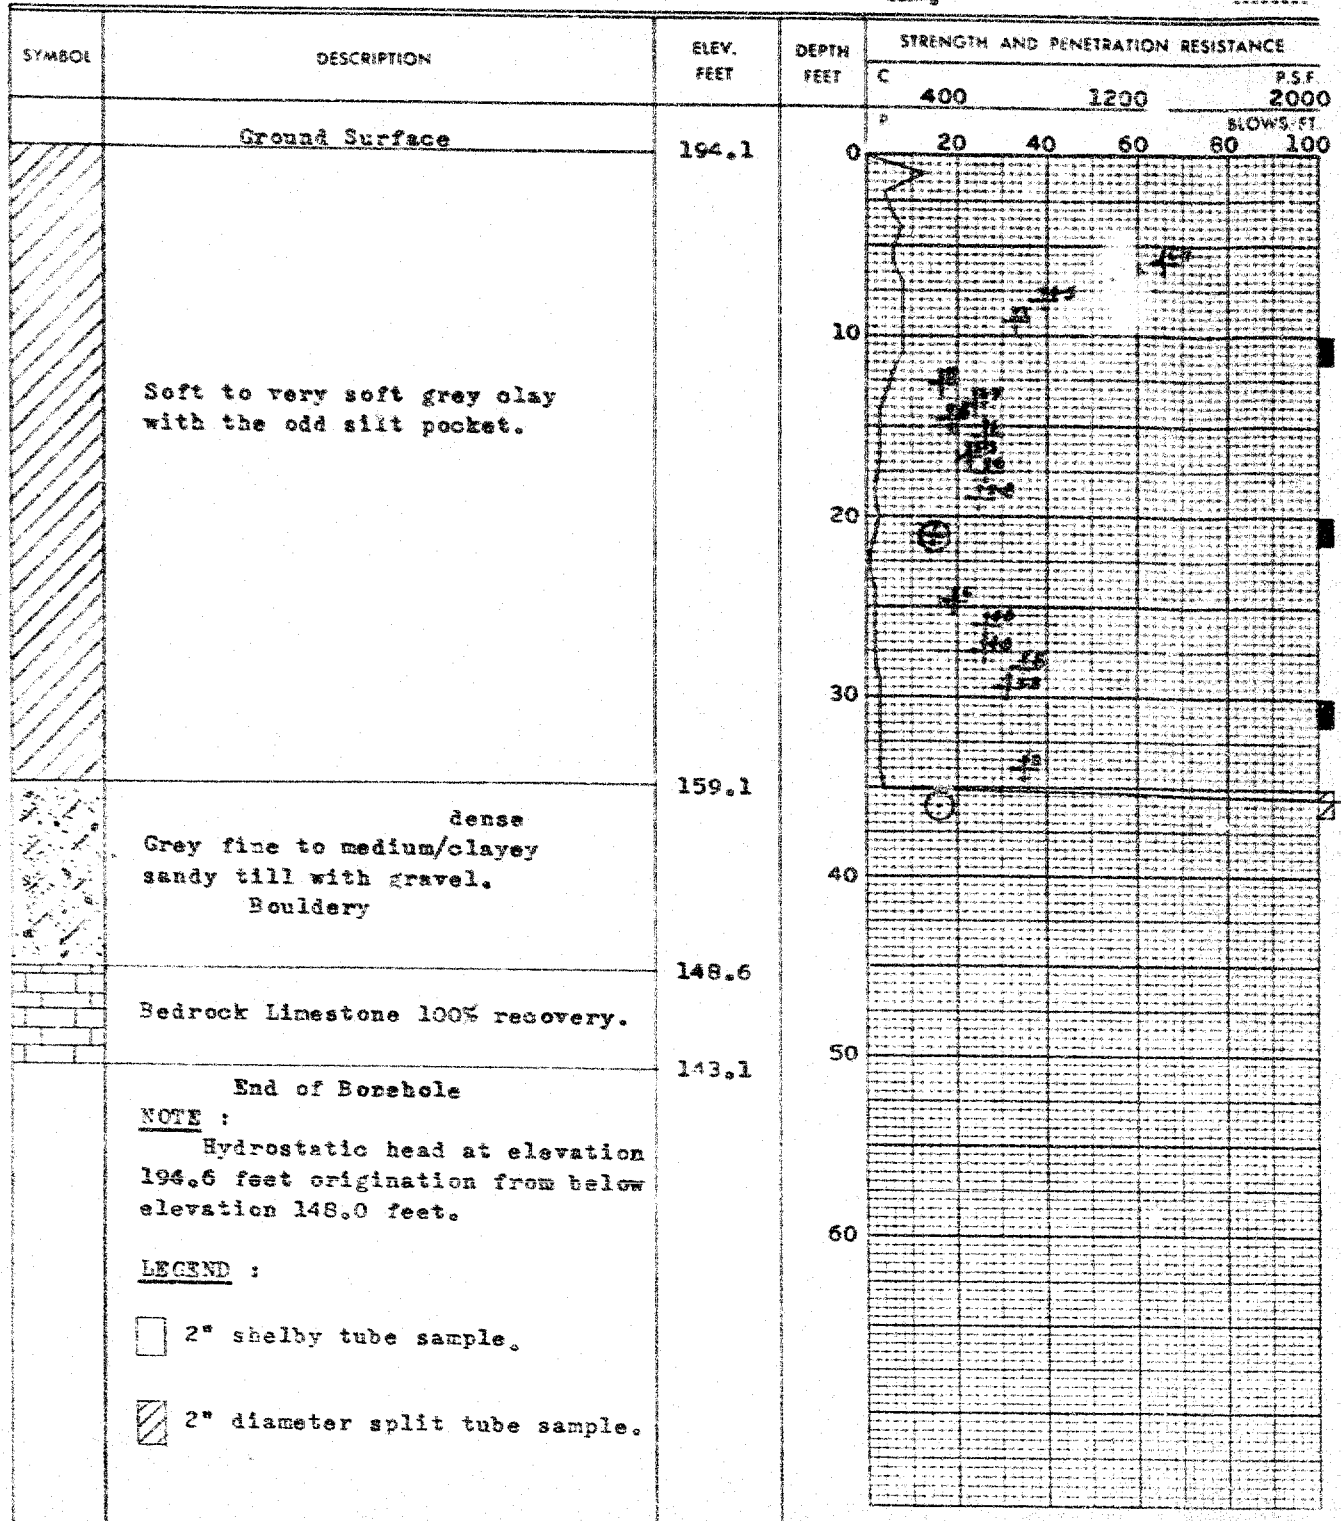 SYMBOL DESCRIPTION ELEV. FEET DEPTH FEET STRENGTH AND PENETRATION RESISTANCE
C P.S.F.
400 1200 2000
P BLOWS/FT.
20 40 60 80 100
Ground Surface 194.1 0
10
Soft to very soft grey clay
with the odd silt pocket.
20
30
159.1
dense
Grey fine to medium/clayey
sandy till with gravel.
Bouldery
40
148.6
Bedrock Limestone 100% recovery.
50
143.1
End of Borehole
NOTE :
Hydrostatic head at elevation
194.6 feet origination from below
elevation 148.0 feet.
60
LEGEND :
2" shelby tube sample.
2" diameter split tube sample.